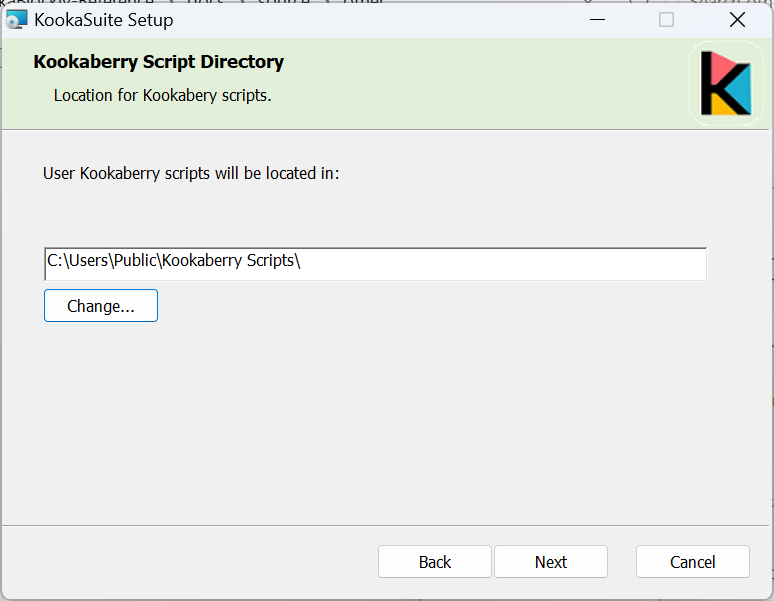 KookaSuite Setup
Kookaberry Script Directory
Location for Kookabery scripts.
User Kookaberry scripts will be located in:
C:\Users\Public\Kookaberry Scripts\
Change...
Back
Next
Cancel